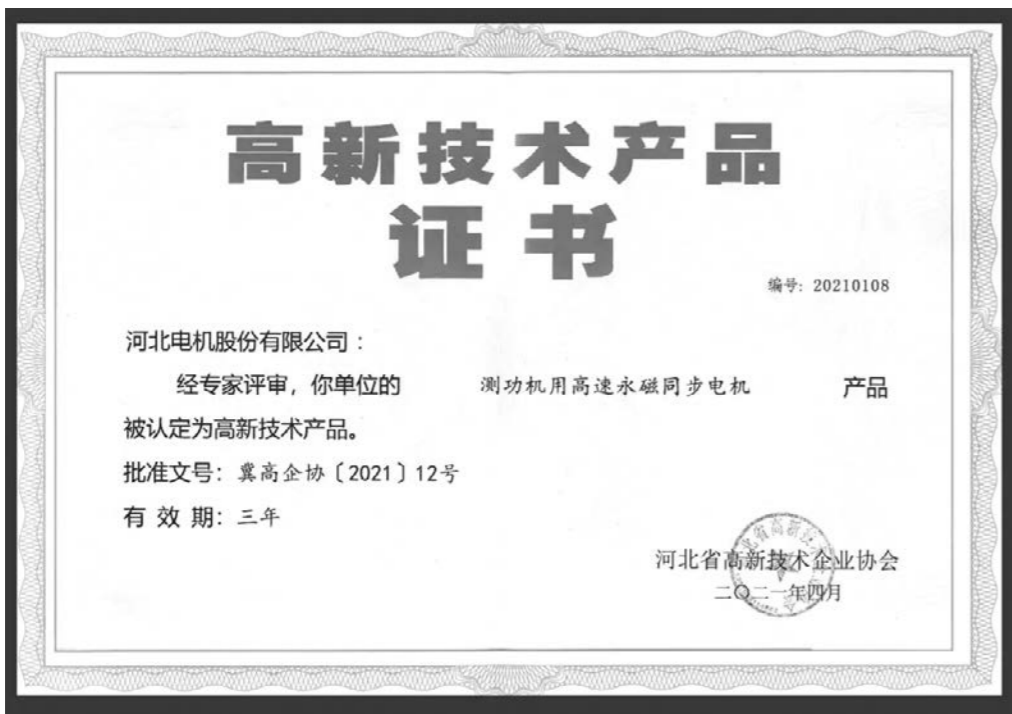 高新技术产品
证书
编号: 20210108
河北电机股份有限公司：
经专家评审，你单位的 测功机用高速永磁同步电机 产品
被认定为高新技术产品。
批准文号：冀高企协〔2021〕12号
有 效 期：三年
河北省高新技术企业协会
二〇二一年四月